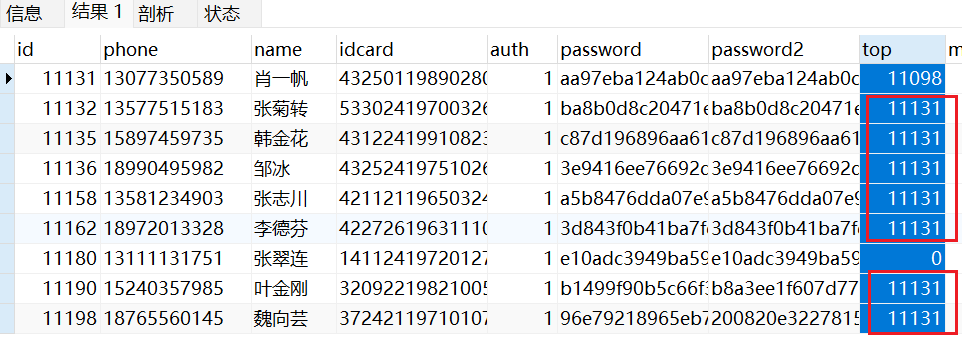 信息 结果 1 剖析 状态
id phone name idcard auth password password2 top m
11131 13077350589 肖一帆 43250119890280 1 aa97eba124ab0c aa97eba124ab0c 11098
11132 13577515183 张菊转 53302419700326 1 ba8b0d8c20471e ba8b0d8c20471e 11131
11135 15897459735 韩金花 43122419910823 1 c87d196896aa61 c87d196896aa61 11131
11136 18990495982 邹冰 43252419751026 1 3e9416ee76692c 3e9416ee76692c 11131
11158 13581234903 张志川 42112119650324 1 a5b8476dda07e9 a5b8476dda07e9 11131
11162 18972013328 李德芬 42272619631110 1 3d843f0b41ba7f 3d843f0b41ba7f 11131
11180 13111131751 张翠连 14112419720127 1 e10adc3949ba59 e10adc3949ba59 0
11190 15240357985 叶金刚 32092219821005 1 b1499f90b5c66f b8a3ee1f607d77 11131
11198 18765560145 魏向芸 37242119710107 1 96e79218965eb7 200820e3227815 11131